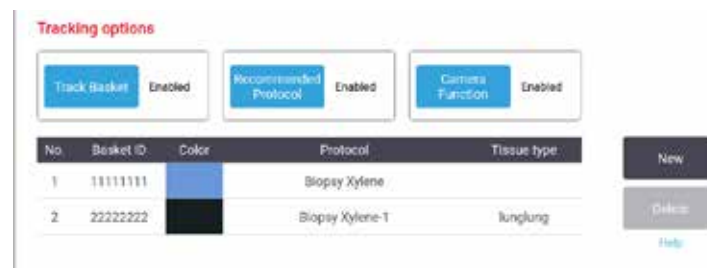 Tracking options
Track Basket Enabled
Recommended Protocol Enabled
Camera Function Enabled
No. Basket ID Color Protocol Tissue type
1 11111111 Biopsy Xylene
2 22222222 Biopsy Xylene-1 lunglung
New
Delete
Help